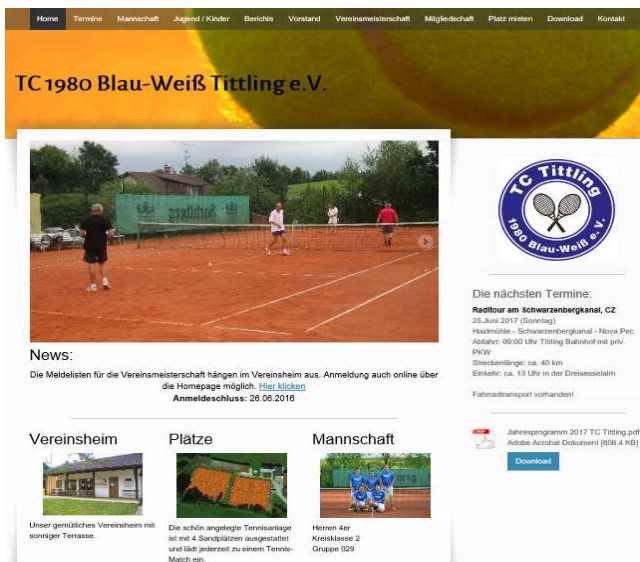 Home Termine Mannschaft Jugend / Kinder Berichte Vorstand Vereinsmeisterschaft Mitgliedschaft Platz mieten Download Kontakt
TC 1980 Blau-Weiß Tittling e.V.
TC Tittling
1980 Blau-Weiß e.V.
News:
Die Meldelisten für die Vereinsmeisterschaft hängen im Vereinsheim aus. Anmeldung auch online über
die Homepage möglich. Hier klicken
Anmeldeschluss: 26.06.2016
Vereinsheim
Unser gemütliches Vereinsheim mit
sonniger Terrasse.
Plätze
Die schön angelegte Tennisanlage
ist mit 4 Sandplätzen ausgestattet
und lädt jederzeit zu einem Tennis-
Match ein.
Mannschaft
Herren 4er
Kreisklasse 2
Gruppe 029
Die nächsten Termine:
Radltour am Schwarzenbergkanal, CZ
25.Juni 2017 (Sonntag)
Haidmühle - Schwarzenbergkanal - Nova Pec
Abfahrt: 09:00 Uhr Tittling Bahnhof mit priv.
PKW
Streckenlänge: ca. 40 km
Einkehr: ca. 13 Uhr in der Dreisesselalm
Fahrradtransport vorhanden!
Jahresprogramm 2017 TC Tittling.pdf
Adobe Acrobat Dokument [608.4 KB]
Download